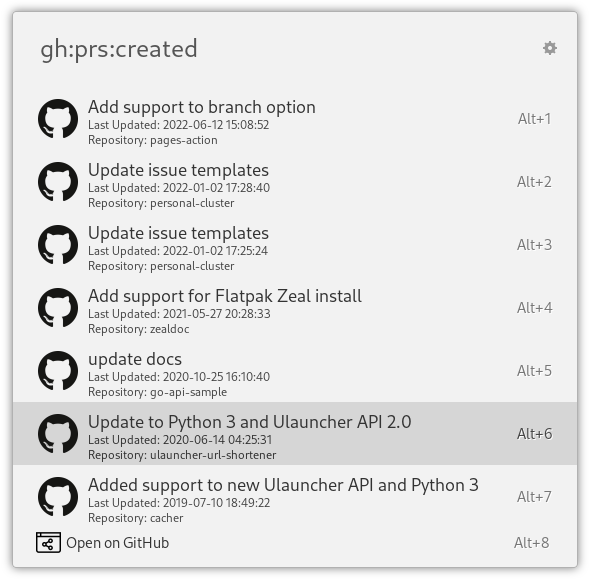 gh:prs:created
Add support to branch option
Last Updated: 2022-06-12 15:08:52
Repository: pages-action
Alt+1
Update issue templates
Last Updated: 2022-01-02 17:28:40
Repository: personal-cluster
Alt+2
Update issue templates
Last Updated: 2022-01-02 17:25:24
Repository: personal-cluster
Alt+3
Add support for Flatpak Zeal install
Last Updated: 2021-05-27 20:28:33
Repository: zealdoc
Alt+4
update docs
Last Updated: 2020-10-25 16:10:40
Repository: go-api-sample
Alt+5
Update to Python 3 and Ulauncher API 2.0
Last Updated: 2020-06-14 04:25:31
Repository: ulauncher-url-shortener
Alt+6
Added support to new Ulauncher API and Python 3
Last Updated: 2019-07-10 18:49:22
Repository: cacher
Alt+7
Open on GitHub
Alt+8